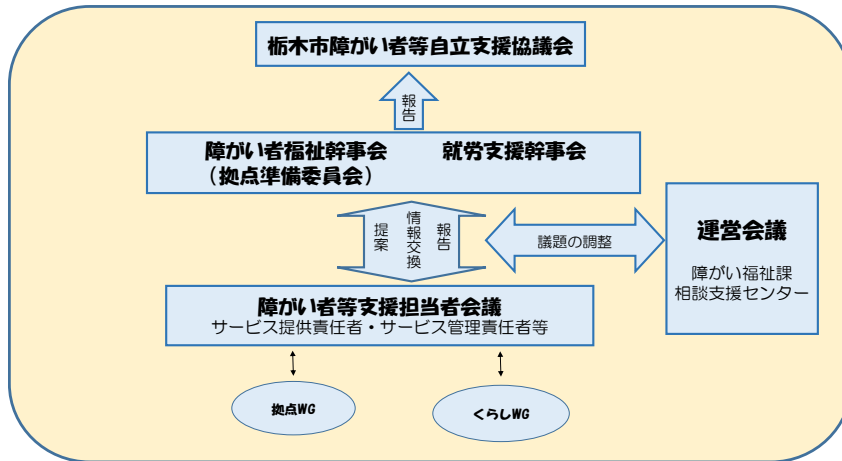 栃木市障がい者等自立支援協議会
報告
障がい者福祉幹事会　　就労支援幹事会
（拠点準備委員会）
提案
情報交換
報告
議題の調整
運営会議
障がい福祉課
相談支援センター
障がい者等支援担当者会議
サービス提供責任者・サービス管理責任者等
拠点WG
くらしWG